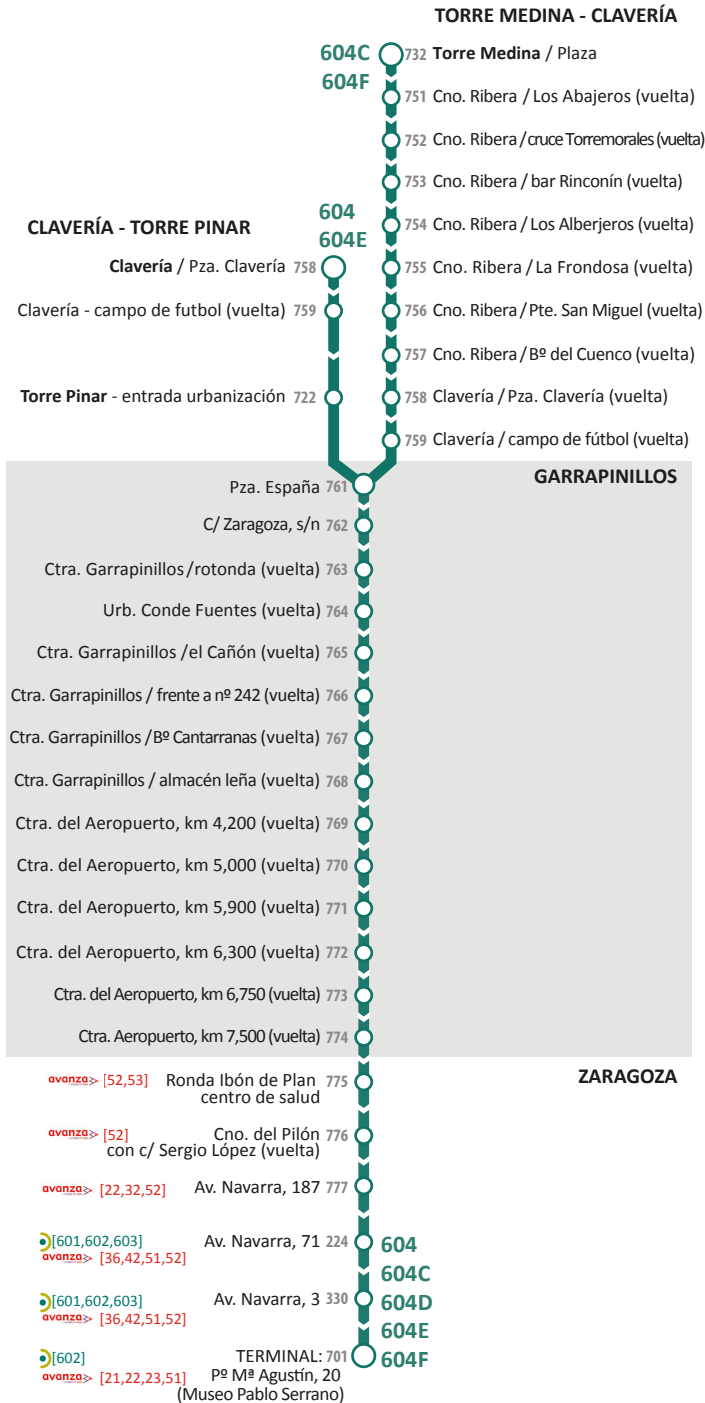 TORRE MEDINA - CLAVERÍA
604C
604F
732 Torre Medina / Plaza
751 Cno. Ribera / Los Abajeros (vuelta)
752 Cno. Ribera / cruce Torremorales (vuelta)
753 Cno. Ribera / bar Rinconín (vuelta)
754 Cno. Ribera / Los Alberjeros (vuelta)
755 Cno. Ribera / La Frondosa (vuelta)
756 Cno. Ribera / Pte. San Miguel (vuelta)
757 Cno. Ribera / Bº del Cuenco (vuelta)
758 Clavería / Pza. Clavería (vuelta)
759 Clavería / campo de fútbol (vuelta)
CLAVERÍA - TORRE PINAR
604
604E
Clavería / Pza. Clavería 758
Clavería - campo de futbol (vuelta) 759
Torre Pinar - entrada urbanización 722
GARRAPINILLOS
Pza. España 761
C/ Zaragoza, s/n 762
Ctra. Garrapinillos /rotonda (vuelta) 763
Urb. Conde Fuentes (vuelta) 764
Ctra. Garrapinillos /el Cañón (vuelta) 765
Ctra. Garrapinillos / frente a nº 242 (vuelta) 766
Ctra. Garrapinillos /Bº Cantarranas (vuelta) 767
Ctra. Garrapinillos / almacén leña (vuelta) 768
Ctra. del Aeropuerto, km 4,200 (vuelta) 769
Ctra. del Aeropuerto, km 5,000 (vuelta) 770
Ctra. del Aeropuerto, km 5,900 (vuelta) 771
Ctra. del Aeropuerto, km 6,300 (vuelta) 772
Ctra. del Aeropuerto, km 6,750 (vuelta) 773
Ctra. Aeropuerto, km 7,500 (vuelta) 774
ZARAGOZA
avanza [52,53] Ronda Ibón de Plan 775
centro de salud
avanza [52] Cno. del Pilón 776
con c/ Sergio López (vuelta)
avanza [22,32,52] Av. Navarra, 187 777
[601,602,603] Av. Navarra, 71 224
avanza [36,42,51,52]
[601,602,603] Av. Navarra, 3 330
avanza [36,42,51,52]
[602] TERMINAL: 701
avanza [21,22,23,51] Pº Mª Agustín, 20
(Museo Pablo Serrano)
604
604C
604D
604E
604F